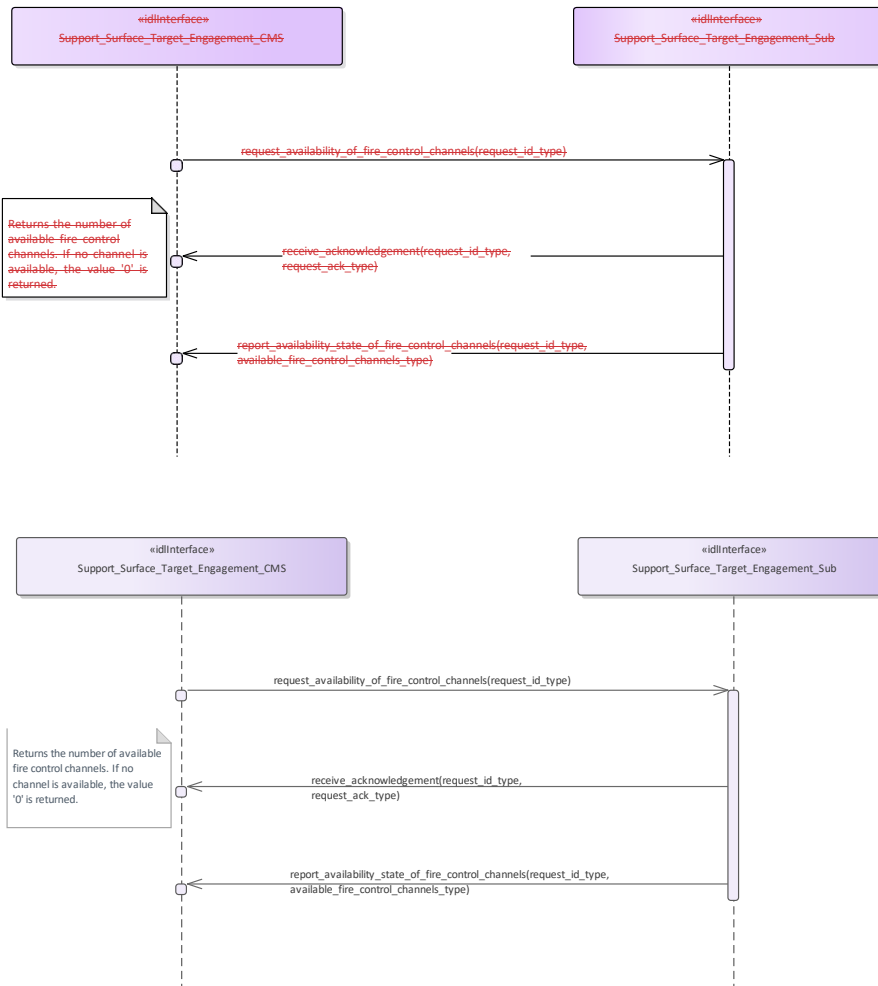 «idlInterface»
Support_Surface_Target_Engagement_CMS
«idlInterface»
Support_Surface_Target_Engagement_Sub
request_availability_of_fire_control_channels(request_id_type)
Returns the number of
available fire control
channels. If no channel is
available, the value '0' is
returned.
receive_acknowledgement(request_id_type,
request_ack_type)
report_availability_state_of_fire_control_channels(request_id_type,
available_fire_control_channels_type)
«idlInterface»
Support_Surface_Target_Engagement_CMS
«idlInterface»
Support_Surface_Target_Engagement_Sub
request_availability_of_fire_control_channels(request_id_type)
Returns the number of available
fire control channels. If no
channel is available, the value
'0' is returned.
receive_acknowledgement(request_id_type,
request_ack_type)
report_availability_state_of_fire_control_channels(request_id_type,
available_fire_control_channels_type)